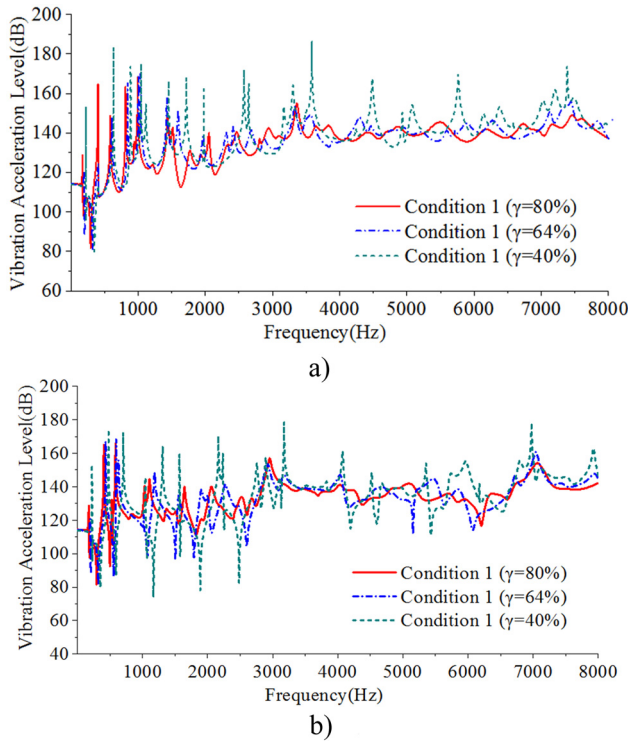 200
180
160
140
120
100
80
60
Vibration Acceleration Level(dB)
Condition 1 (γ=80%)
Condition 1 (γ=64%)
Condition 1 (γ=40%)
1000 2000 3000 4000 5000 6000 7000 8000
Frequency(Hz)
a)
200
180
160
140
120
100
80
60
40
Vibration Acceleration Level(dB)
Condition 1 (γ=80%)
Condition 1 (γ=64%)
Condition 1 (γ=40%)
1000 2000 3000 4000 5000 6000 7000 8000
Frequency(Hz)
b)